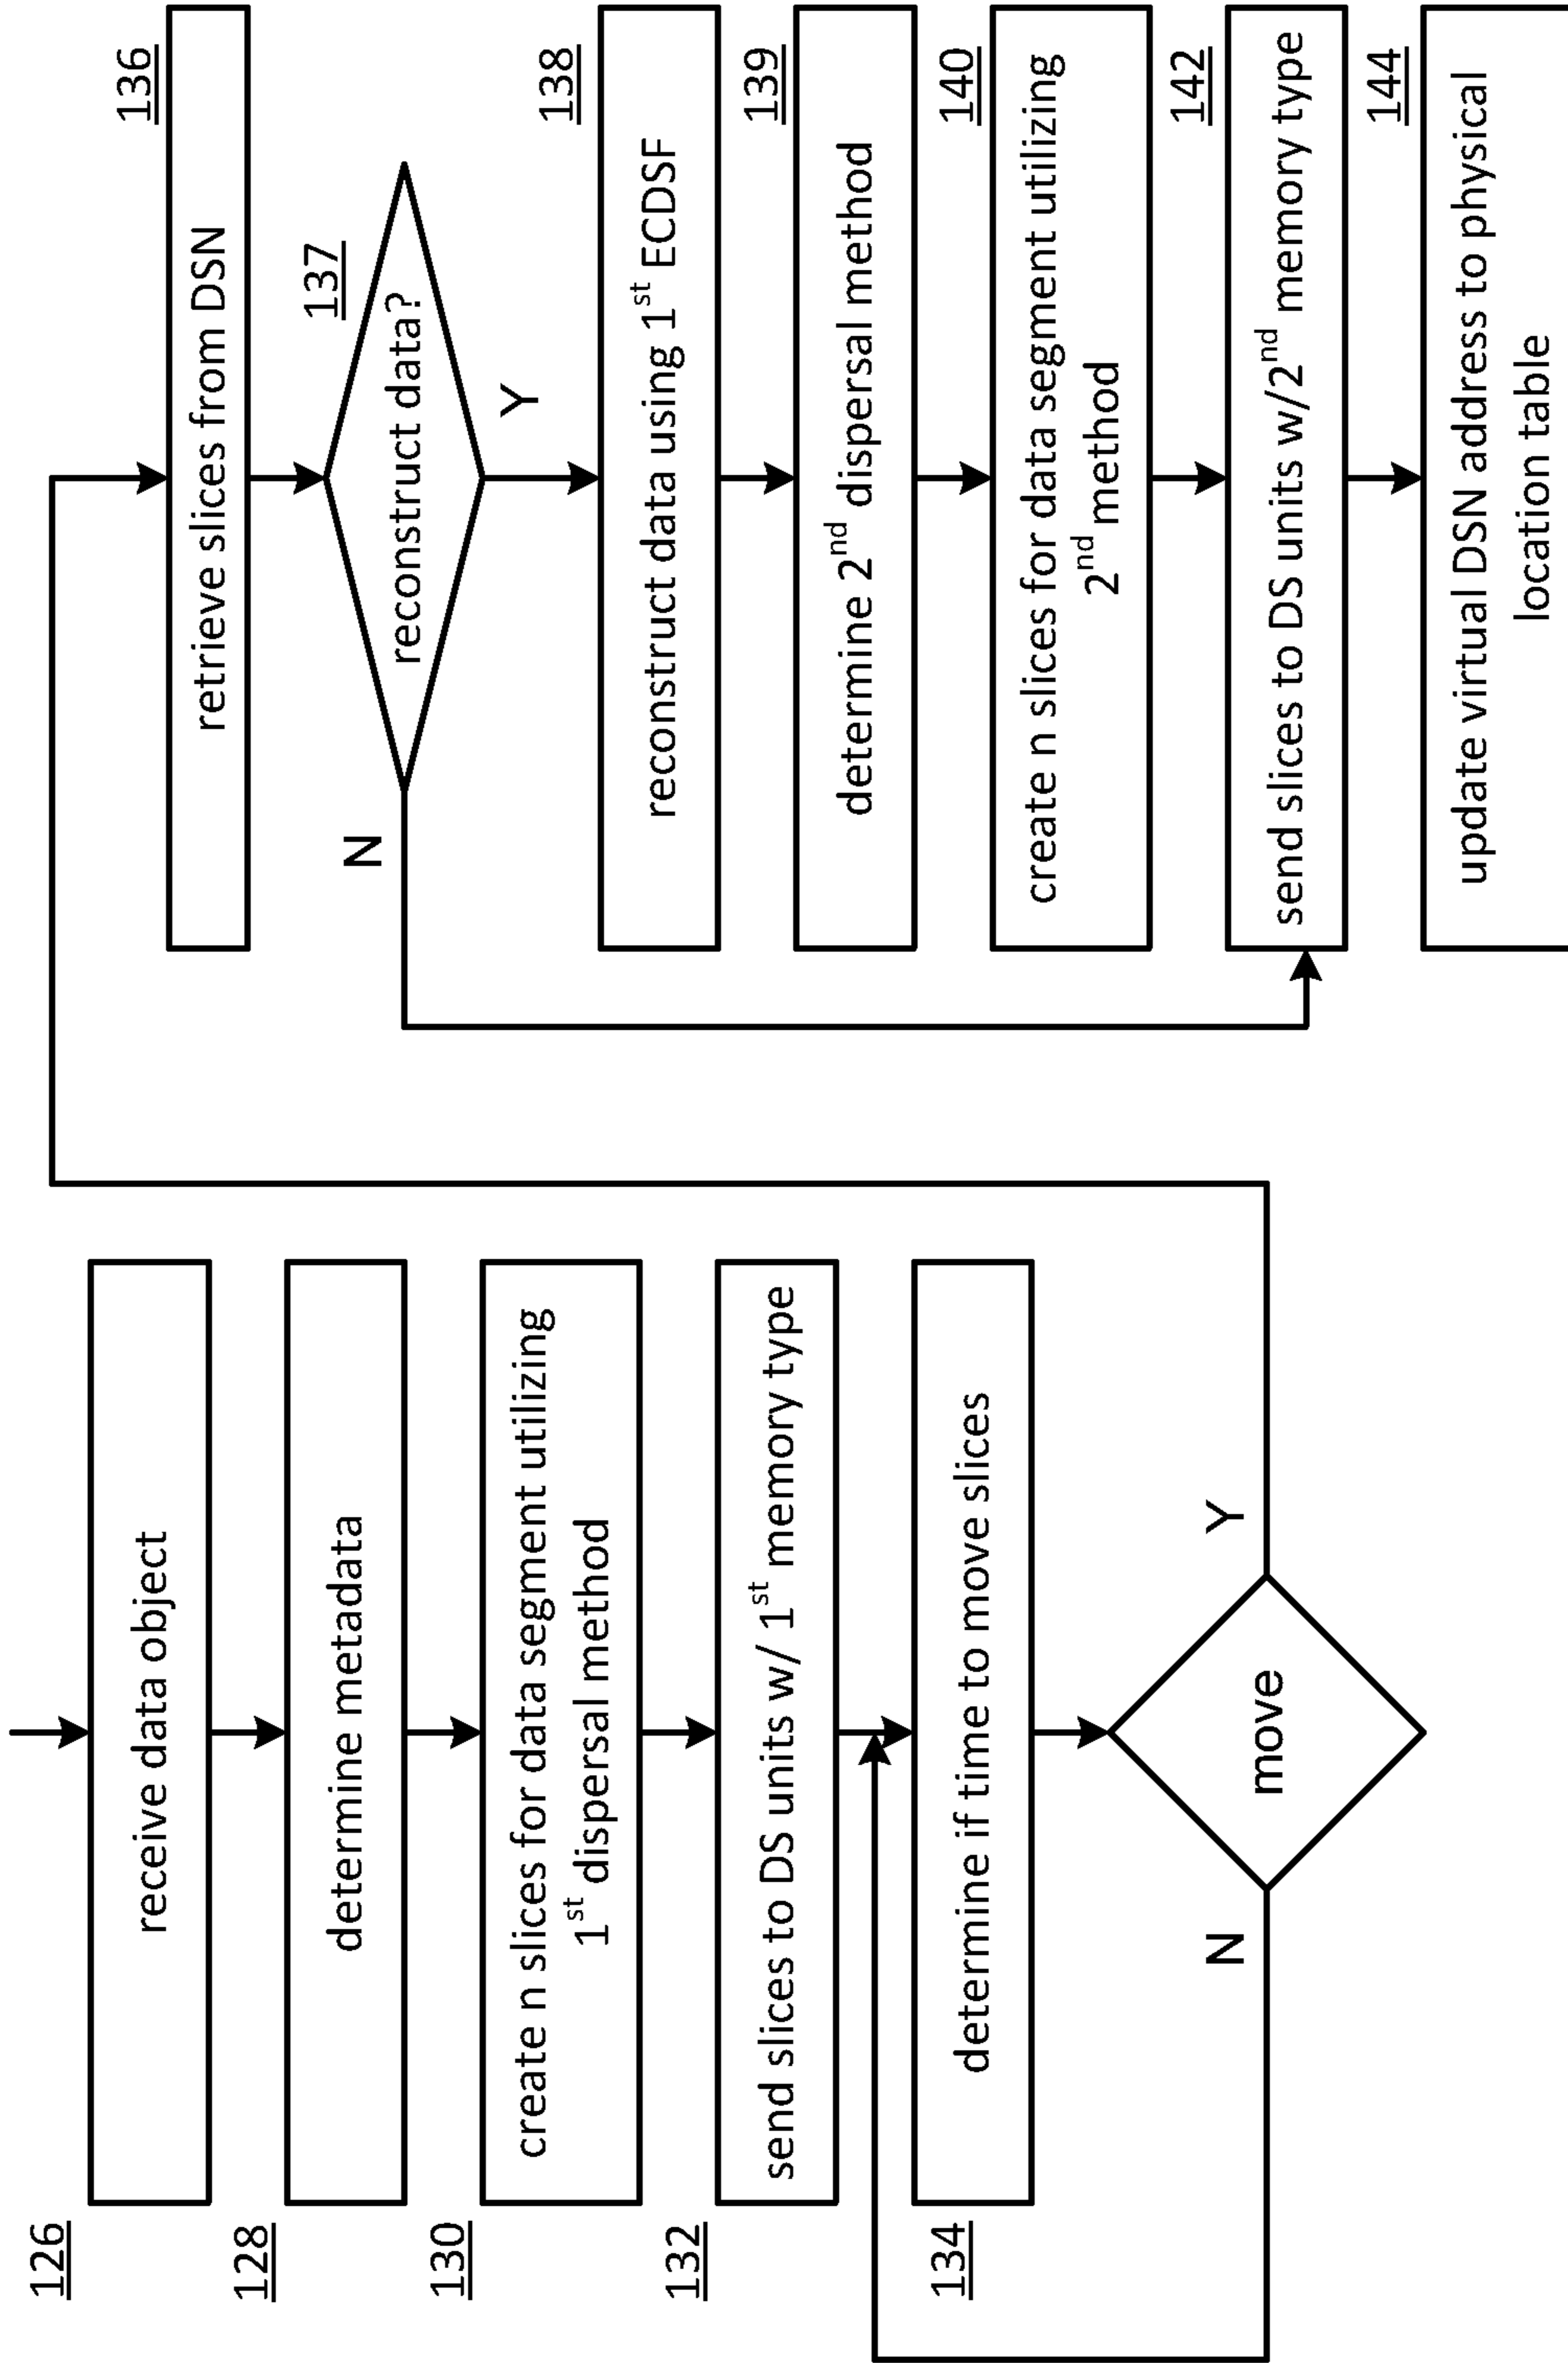 126
receive data object
128
determine metadata
130
create n slices for data segment utilizing
1st dispersal method
132
send slices to DS units w/ 1st memory type
134
determine if time to move slices
move
N
Y
136
retrieve slices from DSN
137
reconstruct data?
N
Y
138
reconstruct data using 1st ECDSF
139
determine 2nd dispersal method
140
create n slices for data segment utilizing
2nd method
142
send slices to DS units w/2nd memory type
144
update virtual DSN address to physical
location table